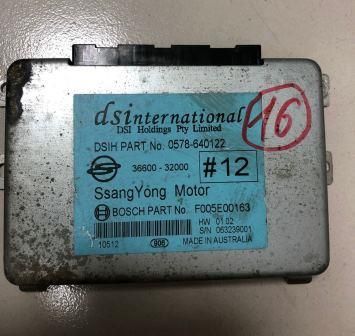 dsinternational
DSI Holdings Pty Limited
16
DSIH PART No. 0578-640122
36600-32000 #12
SsangYong Motor
BOSCH PART No. F005E00163
HW 01.02
S/N 063239001
10512 906 MADE IN AUSTRALIA